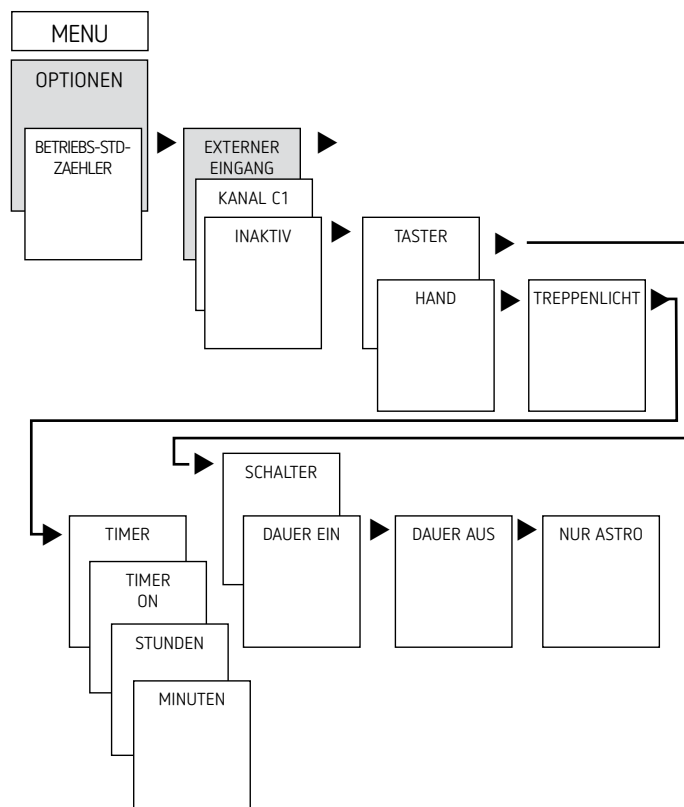 MENU
OPTIONEN
BETRIEBS-STD-
ZAEHLER
EXTERNER
EINGANG
KANAL C1
INAKTIV
TASTER
HAND
TREPPENLICHT
SCHALTER
DAUER EIN
DAUER AUS
NUR ASTRO
TIMER
TIMER
ON
STUNDEN
MINUTEN